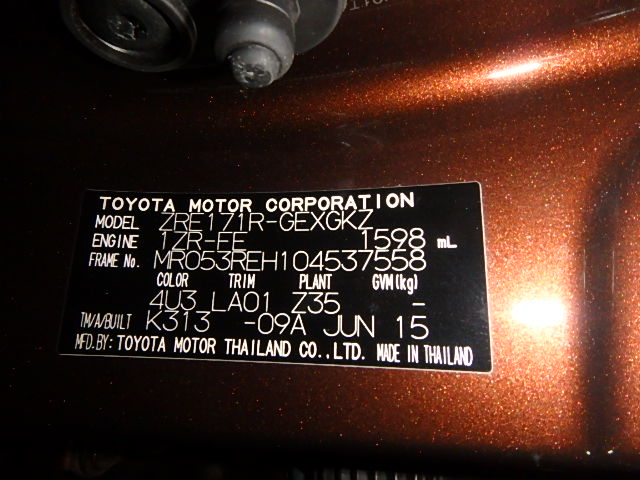 TOYOTA MOTOR CORPORATION
MODEL ZRE171R-GEXGKZ
ENGINE 1ZR-FE 1598 mL
FRAME No. MR053REH104537558
COLOR TRIM PLANT GVM(kg)
4U3 LA01 Z35 -
TM/A/BUILT K313 -09A JUN 15
MFD.BY: TOYOTA MOTOR THAILAND CO.,LTD. MADE IN THAILAND